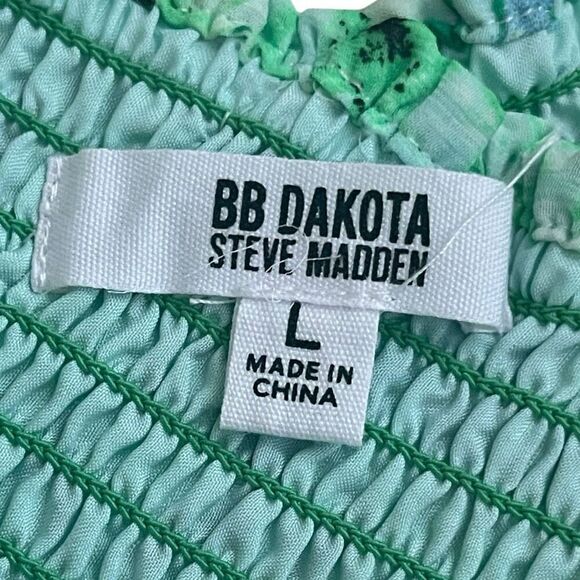 BB DAKOTA
STEVE MADDEN
L
MADE IN
CHINA